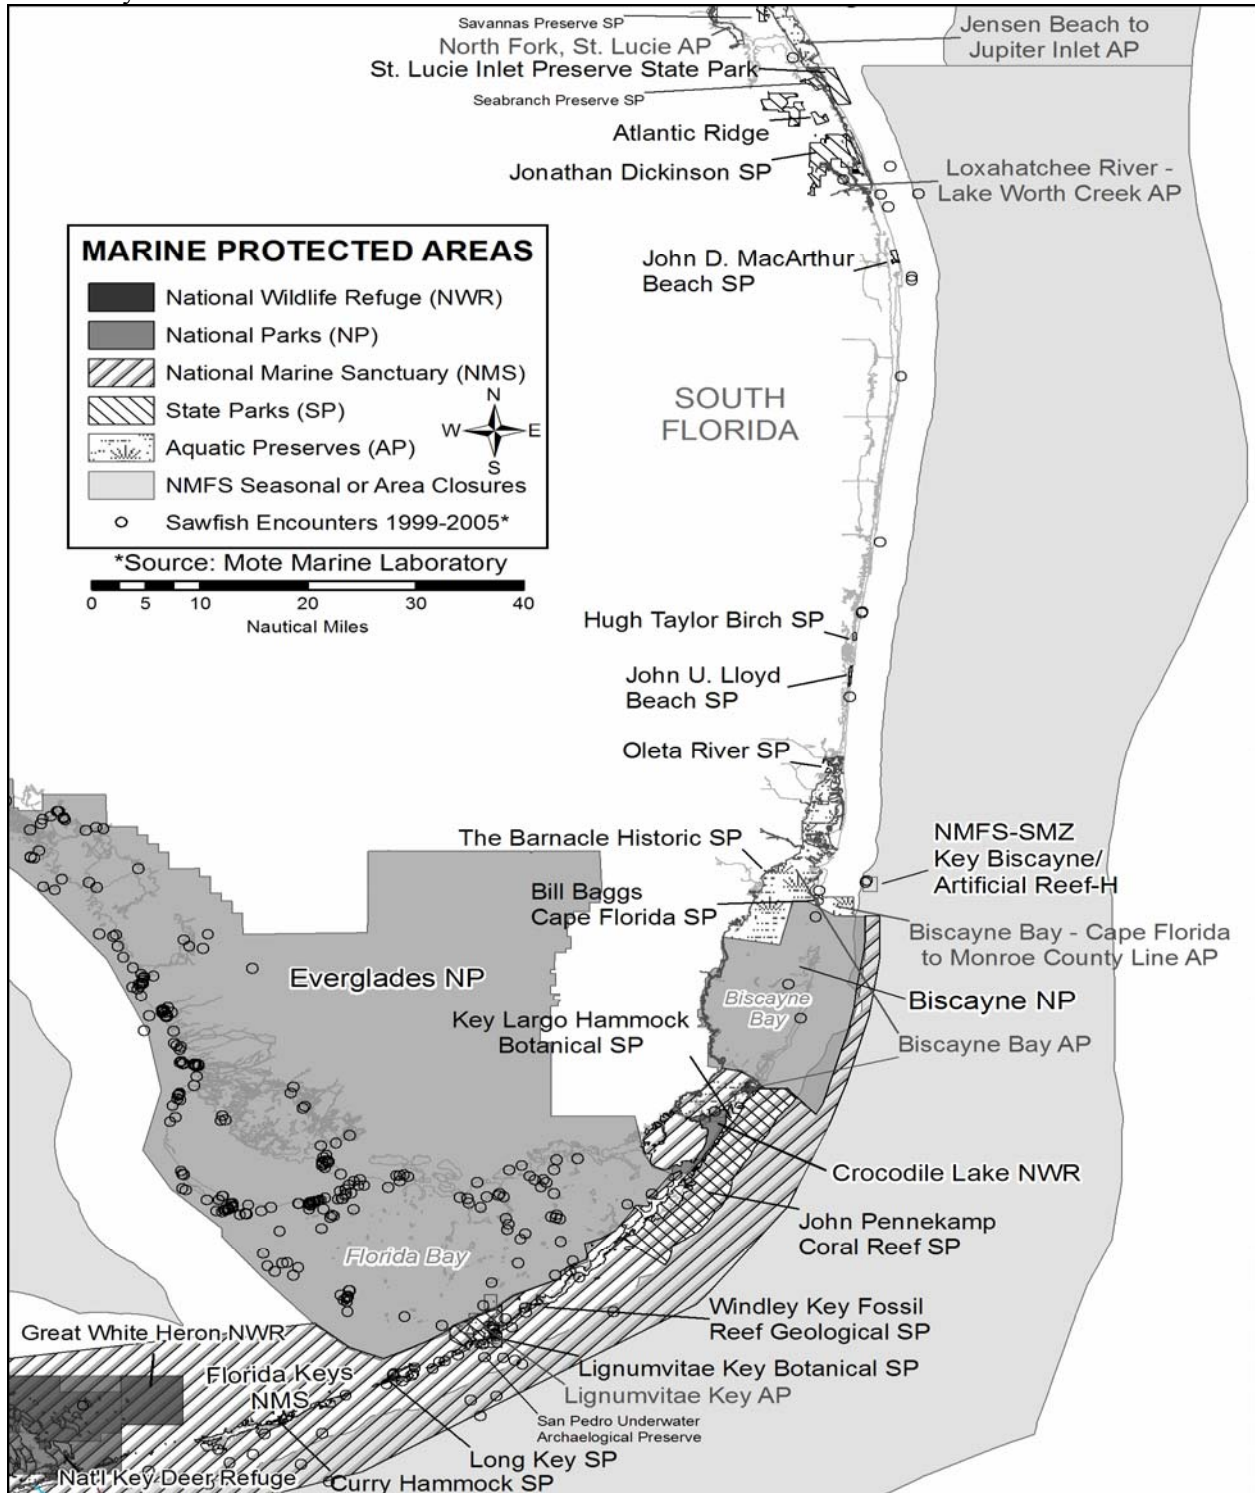 Savannas Preserve SP
North Fork, St. Lucie AP
St. Lucie Inlet Preserve State Park
Seabranch Preserve SP
Atlantic Ridge
Jonathan Dickinson SP
Jensen Beach to
Jupiter Inlet AP
Loxahatchee River -
Lake Worth Creek AP
John D. MacArthur
Beach SP
MARINE PROTECTED AREAS
National Wildlife Refuge (NWR)
National Parks (NP)
National Marine Sanctuary (NMS)
State Parks (SP)
Aquatic Preserves (AP)
NMFS Seasonal or Area Closures
Sawfish Encounters 1999-2005*
N
W E
S
*Source: Mote Marine Laboratory
0 5 10 20 30 40
Nautical Miles
SOUTH
FLORIDA
Hugh Taylor Birch SP
John U. Lloyd
Beach SP
Oleta River SP
The Barnacle Historic SP
Bill Baggs
Cape Florida SP
NMFS-SMZ
Key Biscayne/
Artificial Reef-H
Biscayne Bay - Cape Florida
to Monroe County Line AP
Everglades NP
Biscayne
Bay
Biscayne NP
Key Largo Hammock
Botanical SP
Biscayne Bay AP
Crocodile Lake NWR
John Pennekamp
Coral Reef SP
Florida Bay
Windley Key Fossil
Reef Geological SP
Great White Heron NWR
Florida Keys
NMS
Lignumvitae Key Botanical SP
Lignumvitae Key AP
San Pedro Underwater
Archaelogical Preserve
Long Key SP
Nat'l Key Deer Refuge
Curry Hammock SP